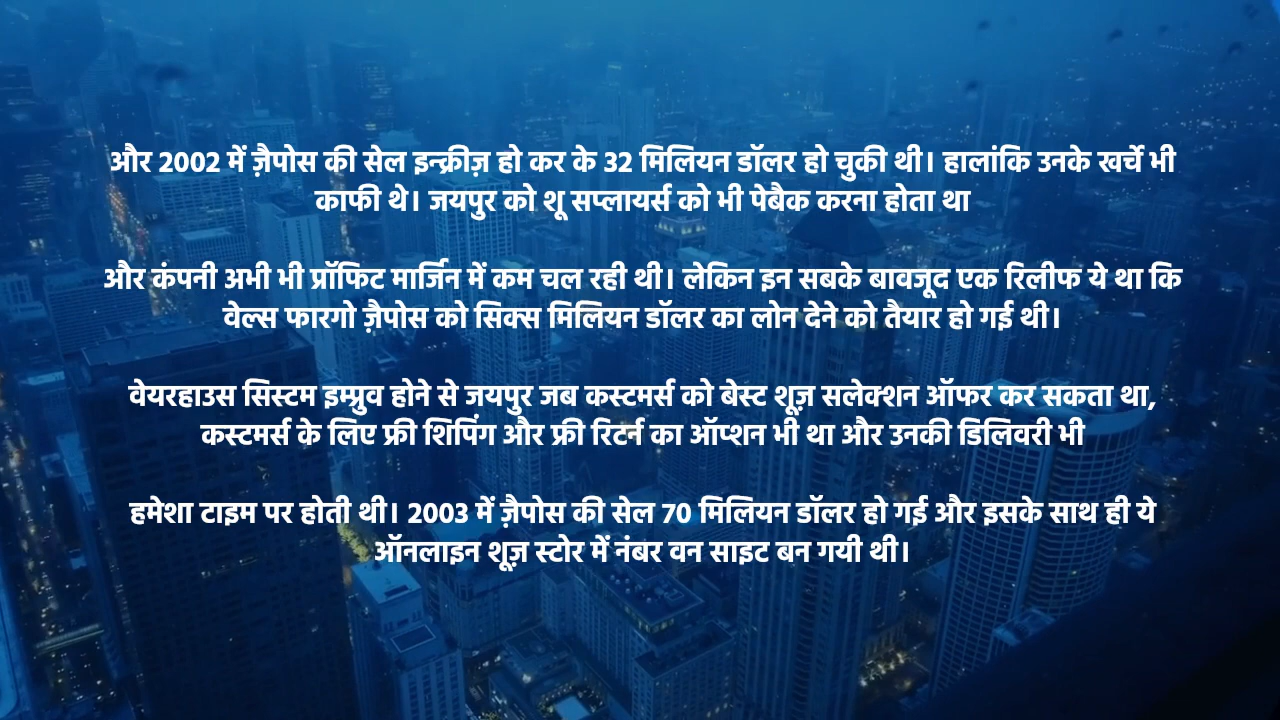 और 2002 में ज़ैपोस की सेल इन्क्रीज़ हो कर के 32 मिलियन डॉलर हो चुकी थी। हालांकि उनके खर्चे भी
काफी थे। जयपुर को शू सप्लायर्स को भी पेबैक करना होता था
और कंपनी अभी भी प्रॉफिट मार्जिन में कम चल रही थी। लेकिन इन सबके बावजूद एक रिलीफ ये था कि
वेल्स फारगो ज़ैपोस को सिक्स मिलियन डॉलर का लोन देने को तैयार हो गई थी।
वेयरहाउस सिस्टम इम्प्रुव होने से जयपुर जब कस्टमर्स को बेस्ट शूज़ सलेक्शन ऑफर कर सकता था,
कस्टमर्स के लिए फ्री शिपिंग और फ्री रिटर्न का ऑप्शन भी था और उनकी डिलिवरी भी
हमेशा टाइम पर होती थी। 2003 में ज़ैपोस की सेल 70 मिलियन डॉलर हो गई और इसके साथ ही ये
ऑनलाइन शूज़ स्टोर में नंबर वन साइट बन गयी थी।